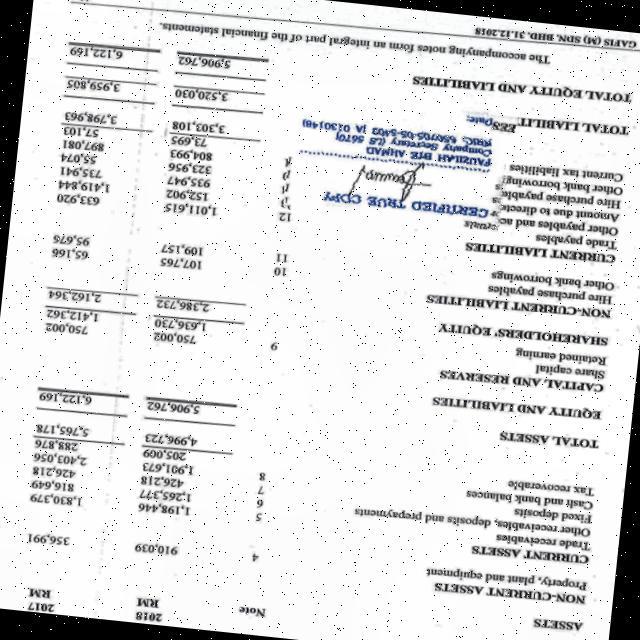 ASSETS Note 2018 RM 2017 RM
NON-CURRENT ASSETS
Property, plant and equipment 4 910,039 356,991
CURRENT ASSETS
Trade receivables 5 1,198,446 1,830,379
Other receivables, deposits and prepayments 6 1,265,377 816,649
Fixed deposits 7 426,218 426,218
Cash and bank balances 8 1,901,673 2,403,056
Tax recoverable 205,009 288,876
4,996,723 5,765,178
TOTAL ASSETS 5,906,762 6,122,169
EQUITY AND LIABILITIES
CAPITAL AND RESERVES
Share capital 9 750,002 750,002
Retained earning 1,636,730 1,412,362
SHAREHOLDERS' EQUITY 2,386,732 2,162,364
NON-CURRENT LIABILITIES
Hire purchase payables 10 107,765 65,166
Other bank borrowings 11 109,157 95,676
CURRENT LIABILITIES
Trade payables 12 1,011,615 633,920
Other payables and ac cruals 152,902 1,419,844
Amount due to direc 935,947 735,941
Hire purchase payable 323,956 55,074
Other bank borrowing 804,993 897,081
Current tax liabilities 73,695 57,103
3,303,108 3,798,963
CERTIFIED TRUE COPY
FAUZIAH BTE AHMAD
Company Secretary (LS 5670)
TOTAL LIABILIT 3,520,030 3,959,805
Date:
TOTAL EQUITY AND LIABILITIES 5,906,762 6,122,169
The accompanying notes form an integral part of the financial statements.
CAFIS (M) SDN. BHD. 31.12.2018